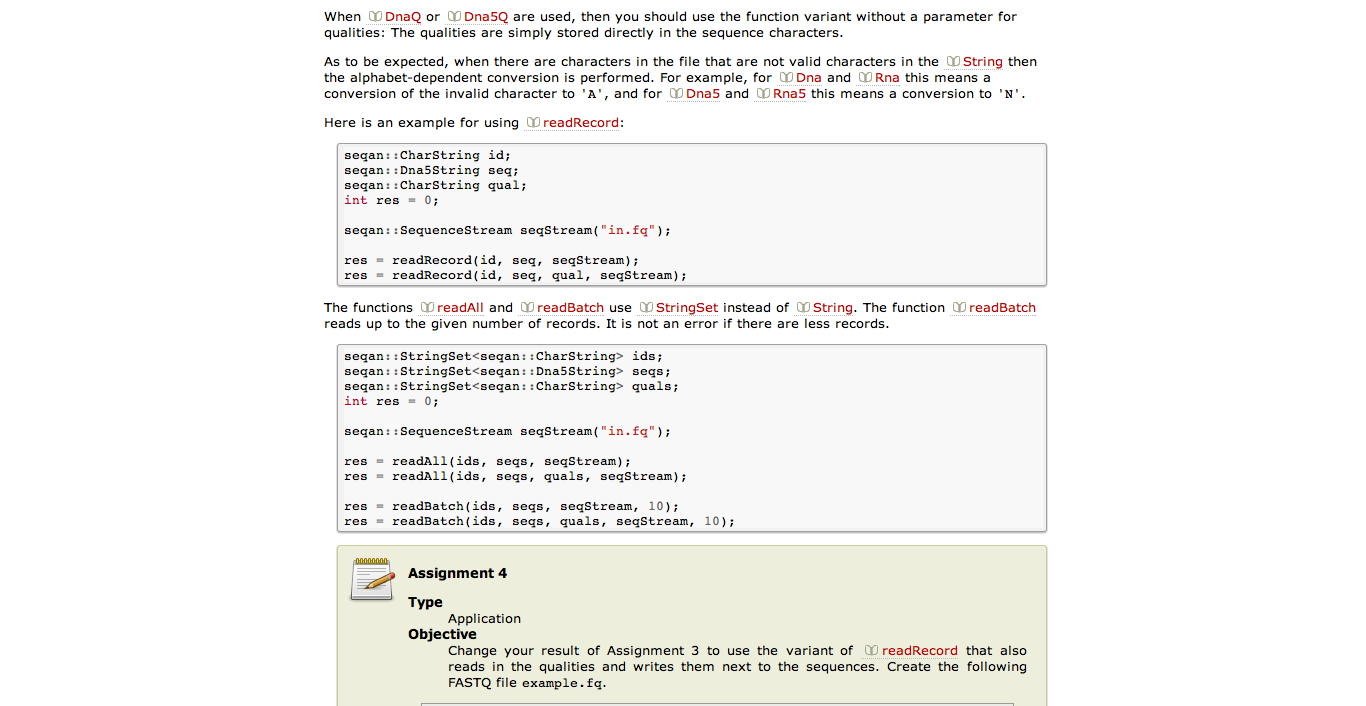 When DnaQ or Dna5Q are used, then you should use the function variant without a parameter for
qualities: The qualities are simply stored directly in the sequence characters.
As to be expected, when there are characters in the file that are not valid characters in the String then
the alphabet-dependent conversion is performed. For example, for Dna and Rna this means a
conversion of the invalid character to 'A', and for Dna5 and Rna5 this means a conversion to 'N'.
Here is an example for using readRecord:
seqan::CharString id;
seqan::Dna5String seq;
seqan::CharString qual;
int res = 0;
seqan::SequenceStream seqStream("in.fq");
res = readRecord(id, seq, seqStream);
res = readRecord(id, seq, qual, seqStream);
The functions readAll and readBatch use StringSet instead of String. The function readBatch
reads up to the given number of records. It is not an error if there are less records.
seqan::StringSet<seqan::CharString> ids;
seqan::StringSet<seqan::Dna5String> seqs;
seqan::StringSet<seqan::CharString> quals;
int res = 0;
seqan::SequenceStream seqStream("in.fq");
res = readAll(ids, seqs, seqStream);
res = readAll(ids, seqs, quals, seqStream);
res = readBatch(ids, seqs, seqStream, 10);
res = readBatch(ids, seqs, quals, seqStream, 10);
Assignment 4
Type
Application
Objective
Change your result of Assignment 3 to use the variant of readRecord that also
reads in the qualities and writes them next to the sequences. Create the following
FASTQ file example.fq.